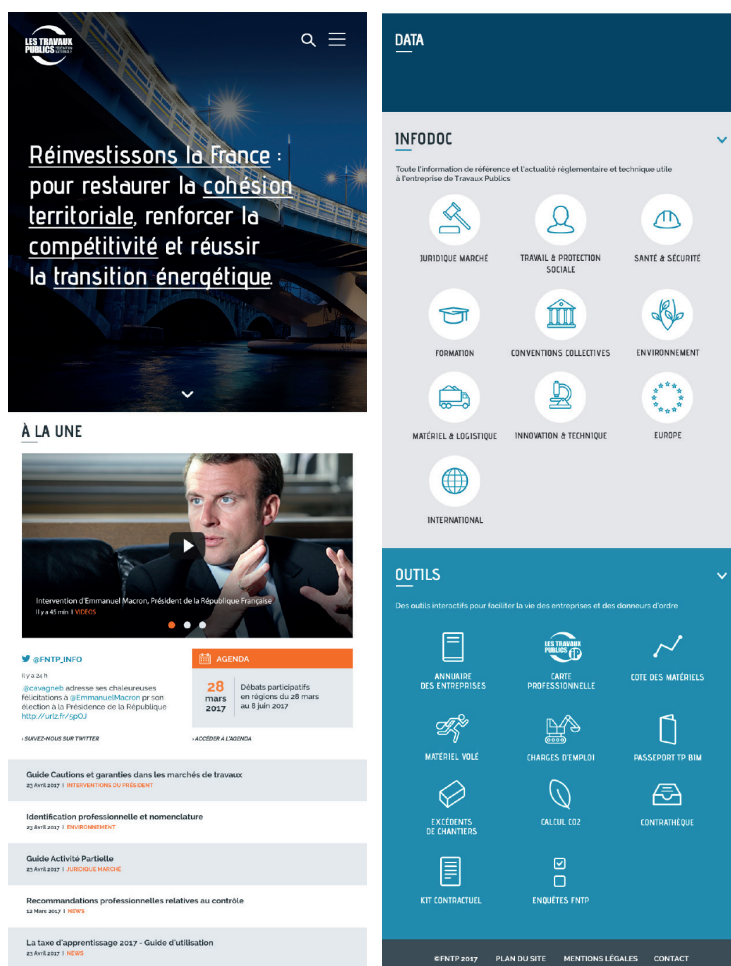 LES TRAVAUX
PUBLICS
Réinvestissons la France :
pour restaurer la cohésion
territoriale, renforcer la
compétitivité et réussir
la transition énergétique.
À LA UNE
Intervention d'Emmanuel Macron, Président de la République Française
Il y a 45 min I VIDÉOS
@FNTP_INFO
il y a 24 h
.@cavagneb adresse ses chaleureuses
félicitations à @EmmanuelMacron pr son
élection à la Présidence de la République
http://urlz.fr/5pOJ
› SUIVEZ-NOUS SUR TWITTER
AGENDA
28
mars
2017
Débats participatifs
en régions du 28 mars
au 8 juin 2017
› ACCÉDER A L'AGENDA
Guide Cautions et garanties dans les marchés de travaux
23 Avril 2017 I INTERVENTIONS DU PRÉSIDENT
Identification professionnelle et nomenclature
23 Avril 2017 I ENVIRONNEMENT
Guide Activité Partielle
23 Avril 2017 I JURIDIQUE MARCHÉ
Recommandations professionnelles relatives au contrôle
12 Mars 2017 I NEWS
La taxe d'apprentissage 2017 - Guide d'utilisation
23 Avril 2017 I NEWS
DATA
INFODOC
Toute l'information de référence et l'actualité réglementaire et technique utile
à l'entreprise de Travaux Publics
JURIDIQUE MARCHÉ
TRAVAIL & PROTECTION
SOCIALE
SANTÉ & SÉCURITÉ
FORMATION
CONVENTIONS COLLECTIVES
ENVIRONNEMENT
MATÉRIEL & LOGISTIQUE
INNOVATION & TECHNIQUE
EUROPE
INTERNATIONAL
OUTILS
Des outils interactifs pour faciliter la vie des entreprises et des donneurs d'ordre
ANNUAIRE
DES ENTREPRISES
LES TRAVAUX
PUBLICS
CARTE
PROFESSIONNELLE
COTE DES MATÉRIELS
MATÉRIEL VOLÉ
CHARGES D'EMPLOI
PASSEPORT TP BIM
EXCÉDENTS
DE CHANTIERS
CALCUL CO2
CONTRATHÈQUE
KIT CONTRACTUEL
ENQUÊTES FNTP
©FNTP 2017 PLAN DU SITE MENTIONS LÉGALES CONTACT